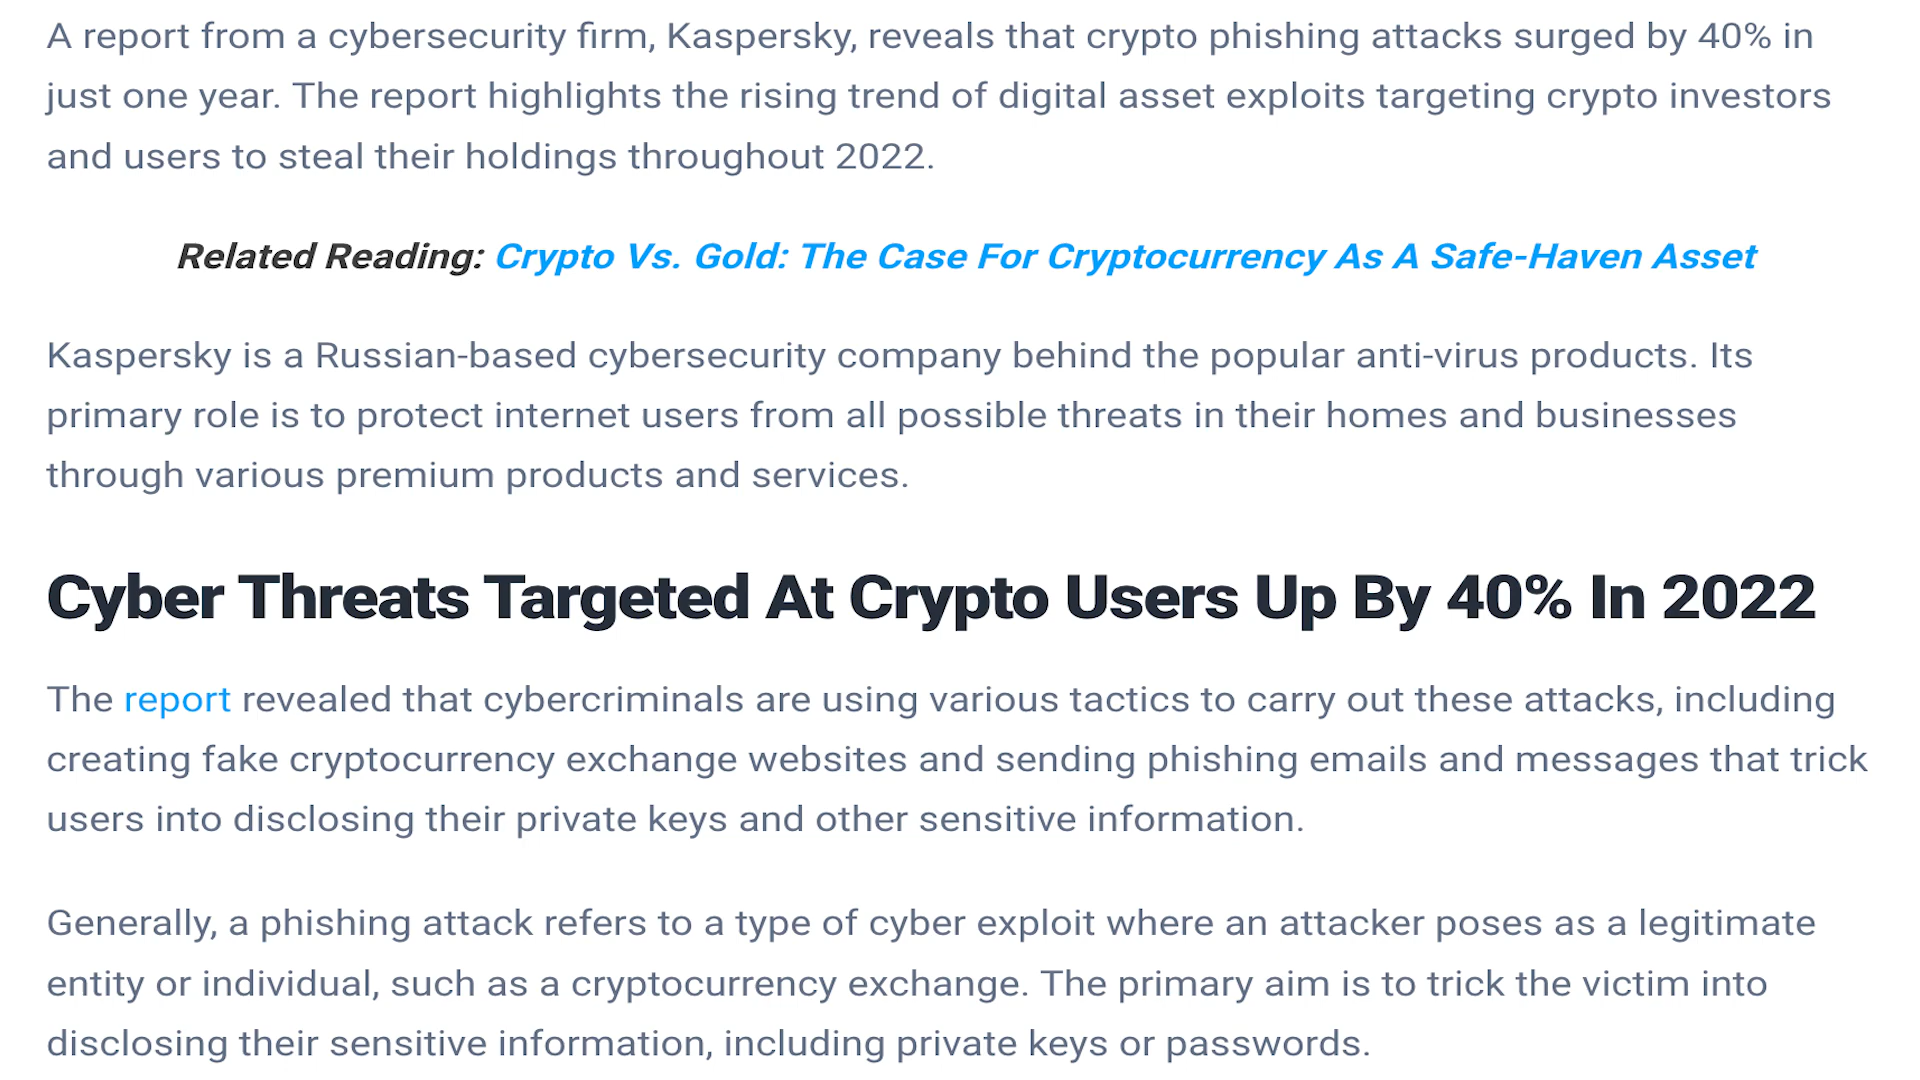 A report from a cybersecurity firm, Kaspersky, reveals that crypto phishing attacks surged by 40% in
just one year. The report highlights the rising trend of digital asset exploits targeting crypto investors
and users to steal their holdings throughout 2022.
Related Reading: Crypto Vs. Gold: The Case For Cryptocurrency As A Safe-Haven Asset
Kaspersky is a Russian-based cybersecurity company behind the popular anti-virus products. Its
primary role is to protect internet users from all possible threats in their homes and businesses
through various premium products and services.
Cyber Threats Targeted At Crypto Users Up By 40% In 2022
The report revealed that cybercriminals are using various tactics to carry out these attacks, including
creating fake cryptocurrency exchange websites and sending phishing emails and messages that trick
users into disclosing their private keys and other sensitive information.
Generally, a phishing attack refers to a type of cyber exploit where an attacker poses as a legitimate
entity or individual, such as a cryptocurrency exchange. The primary aim is to trick the victim into
disclosing their sensitive information, including private keys or passwords.